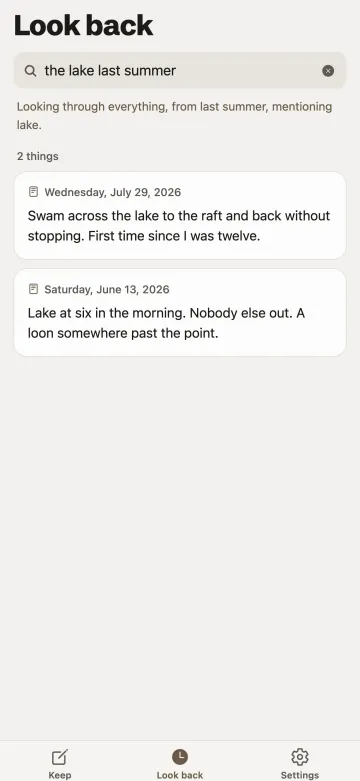 Look back
the lake last summer
Looking through everything, from last summer, mentioning
lake.
2 things
Wednesday, July 29, 2026
Swam across the lake to the raft and back without
stopping. First time since I was twelve.
Saturday, June 13, 2026
Lake at six in the morning. Nobody else out. A
loon somewhere past the point.
Keep
Look back
Settings